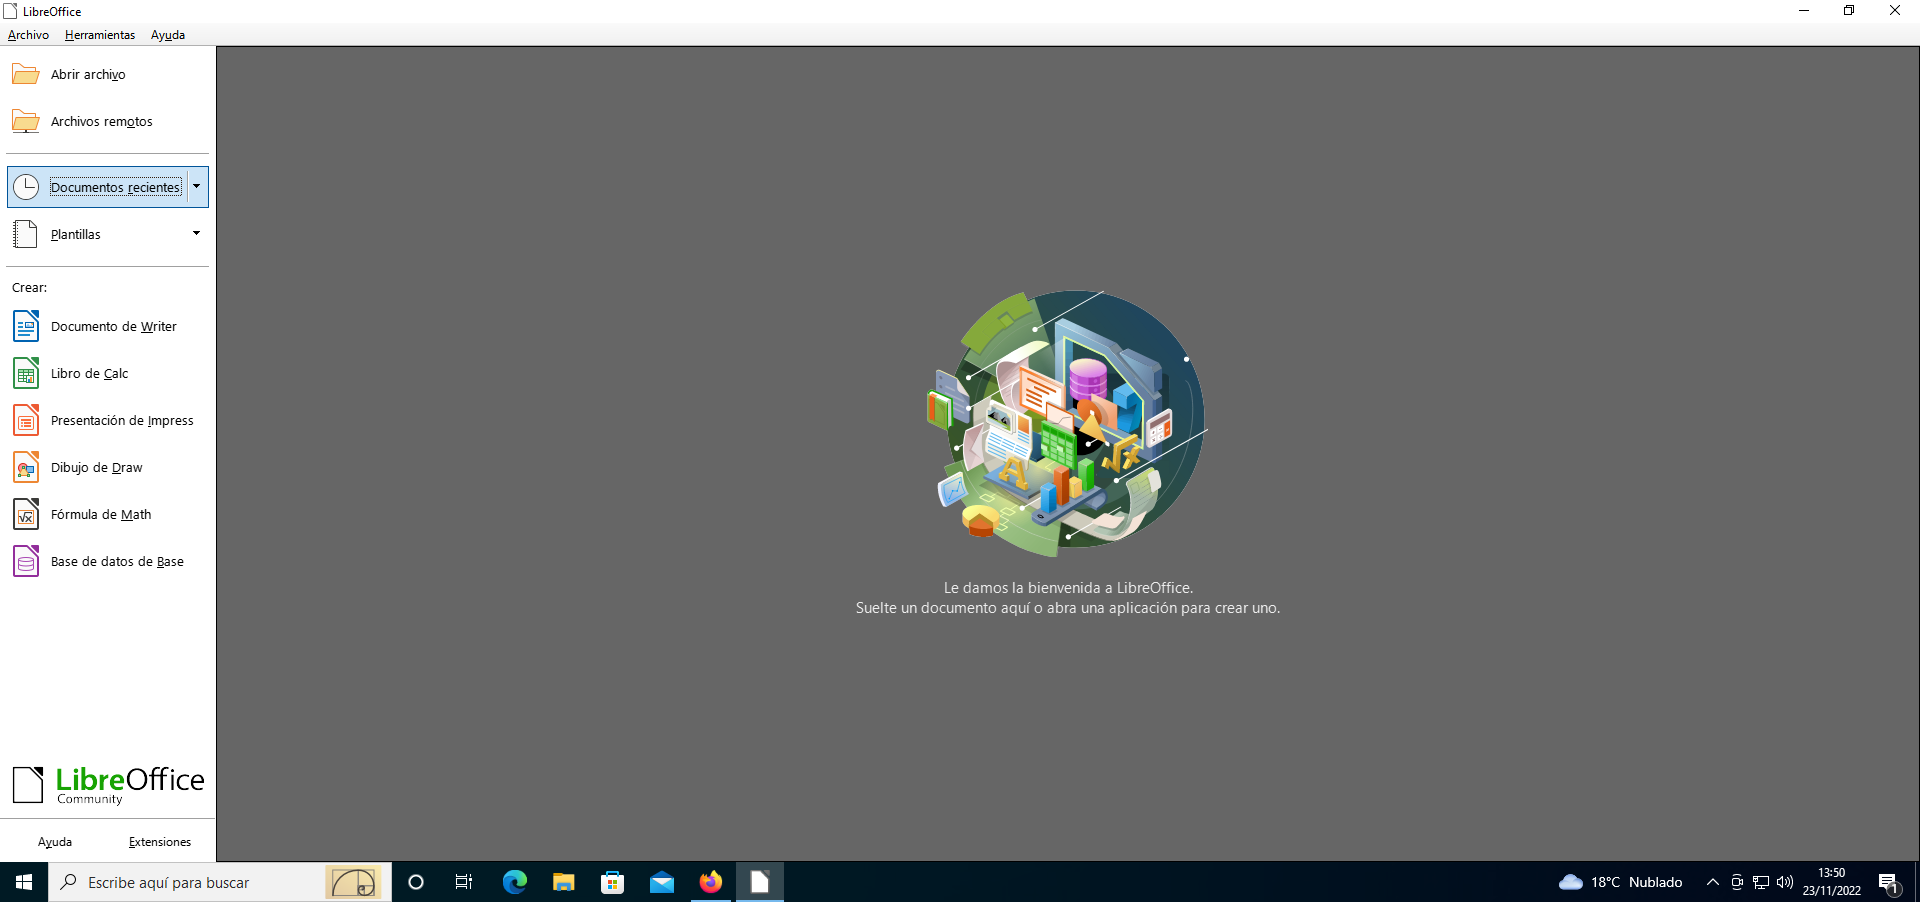 LibreOffice
Archivo Herramientas Ayuda
Abrir archivo
Archivos remotos
Documentos recientes
Plantillas
Crear:
Documento de Writer
Libro de Calc
Presentación de Impress
Dibujo de Draw
Fórmula de Math
Base de datos de Base
Le damos la bienvenida a LibreOffice.
Suelte un documento aquí o abra una aplicación para crear uno.
LibreOffice
Community
Ayuda Extensiones
Escribe aquí para buscar
18°C Nublado
13:50
23/11/2022
1